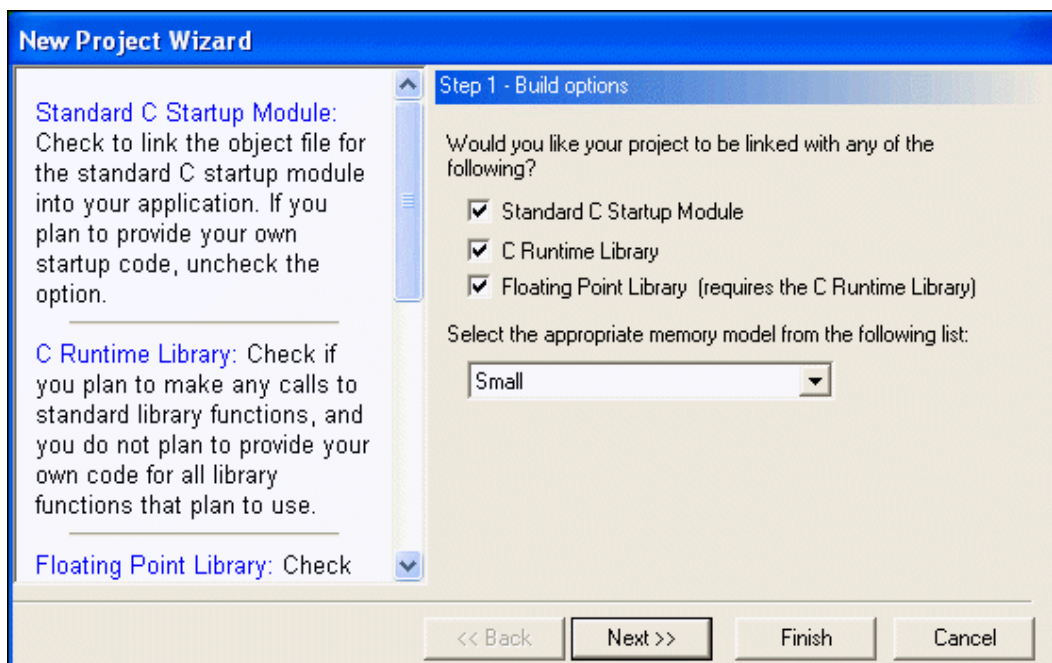 New Project Wizard
Standard C Startup Module:
Check to link the object file for
the standard C startup module
into your application. If you
plan to provide your own
startup code, uncheck the
option.
C Runtime Library: Check if
you plan to make any calls to
standard library functions, and
you do not plan to provide your
own code for all library
functions that plan to use.
Floating Point Library: Check
Step 1 - Build options
Would you like your project to be linked with any of the
following?
Standard C Startup Module
C Runtime Library
Floating Point Library (requires the C Runtime Library)
Select the appropriate memory model from the following list:
Small
<< Back
Next >>
Finish
Cancel